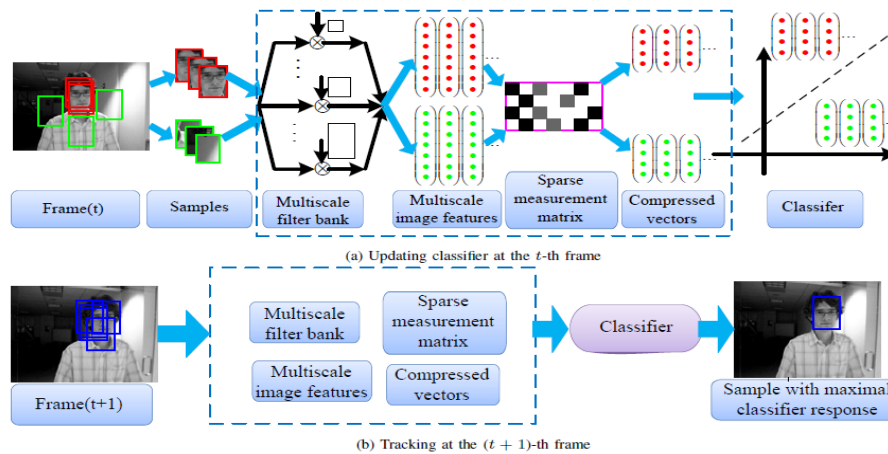 Frame(t)
Samples
Multiscale
filter bank
Multiscale
image features
Sparse
measurement
matrix
Compressed
vectors
Classifer
(a) Updating classifier at the t-th frame
Frame(t+1)
Multiscale
filter bank
Sparse
measurement
matrix
Multiscale
image features
Compressed
vectors
Classifier
Sample with maximal
classifier response
(b) Tracking at the (t + 1)-th frame